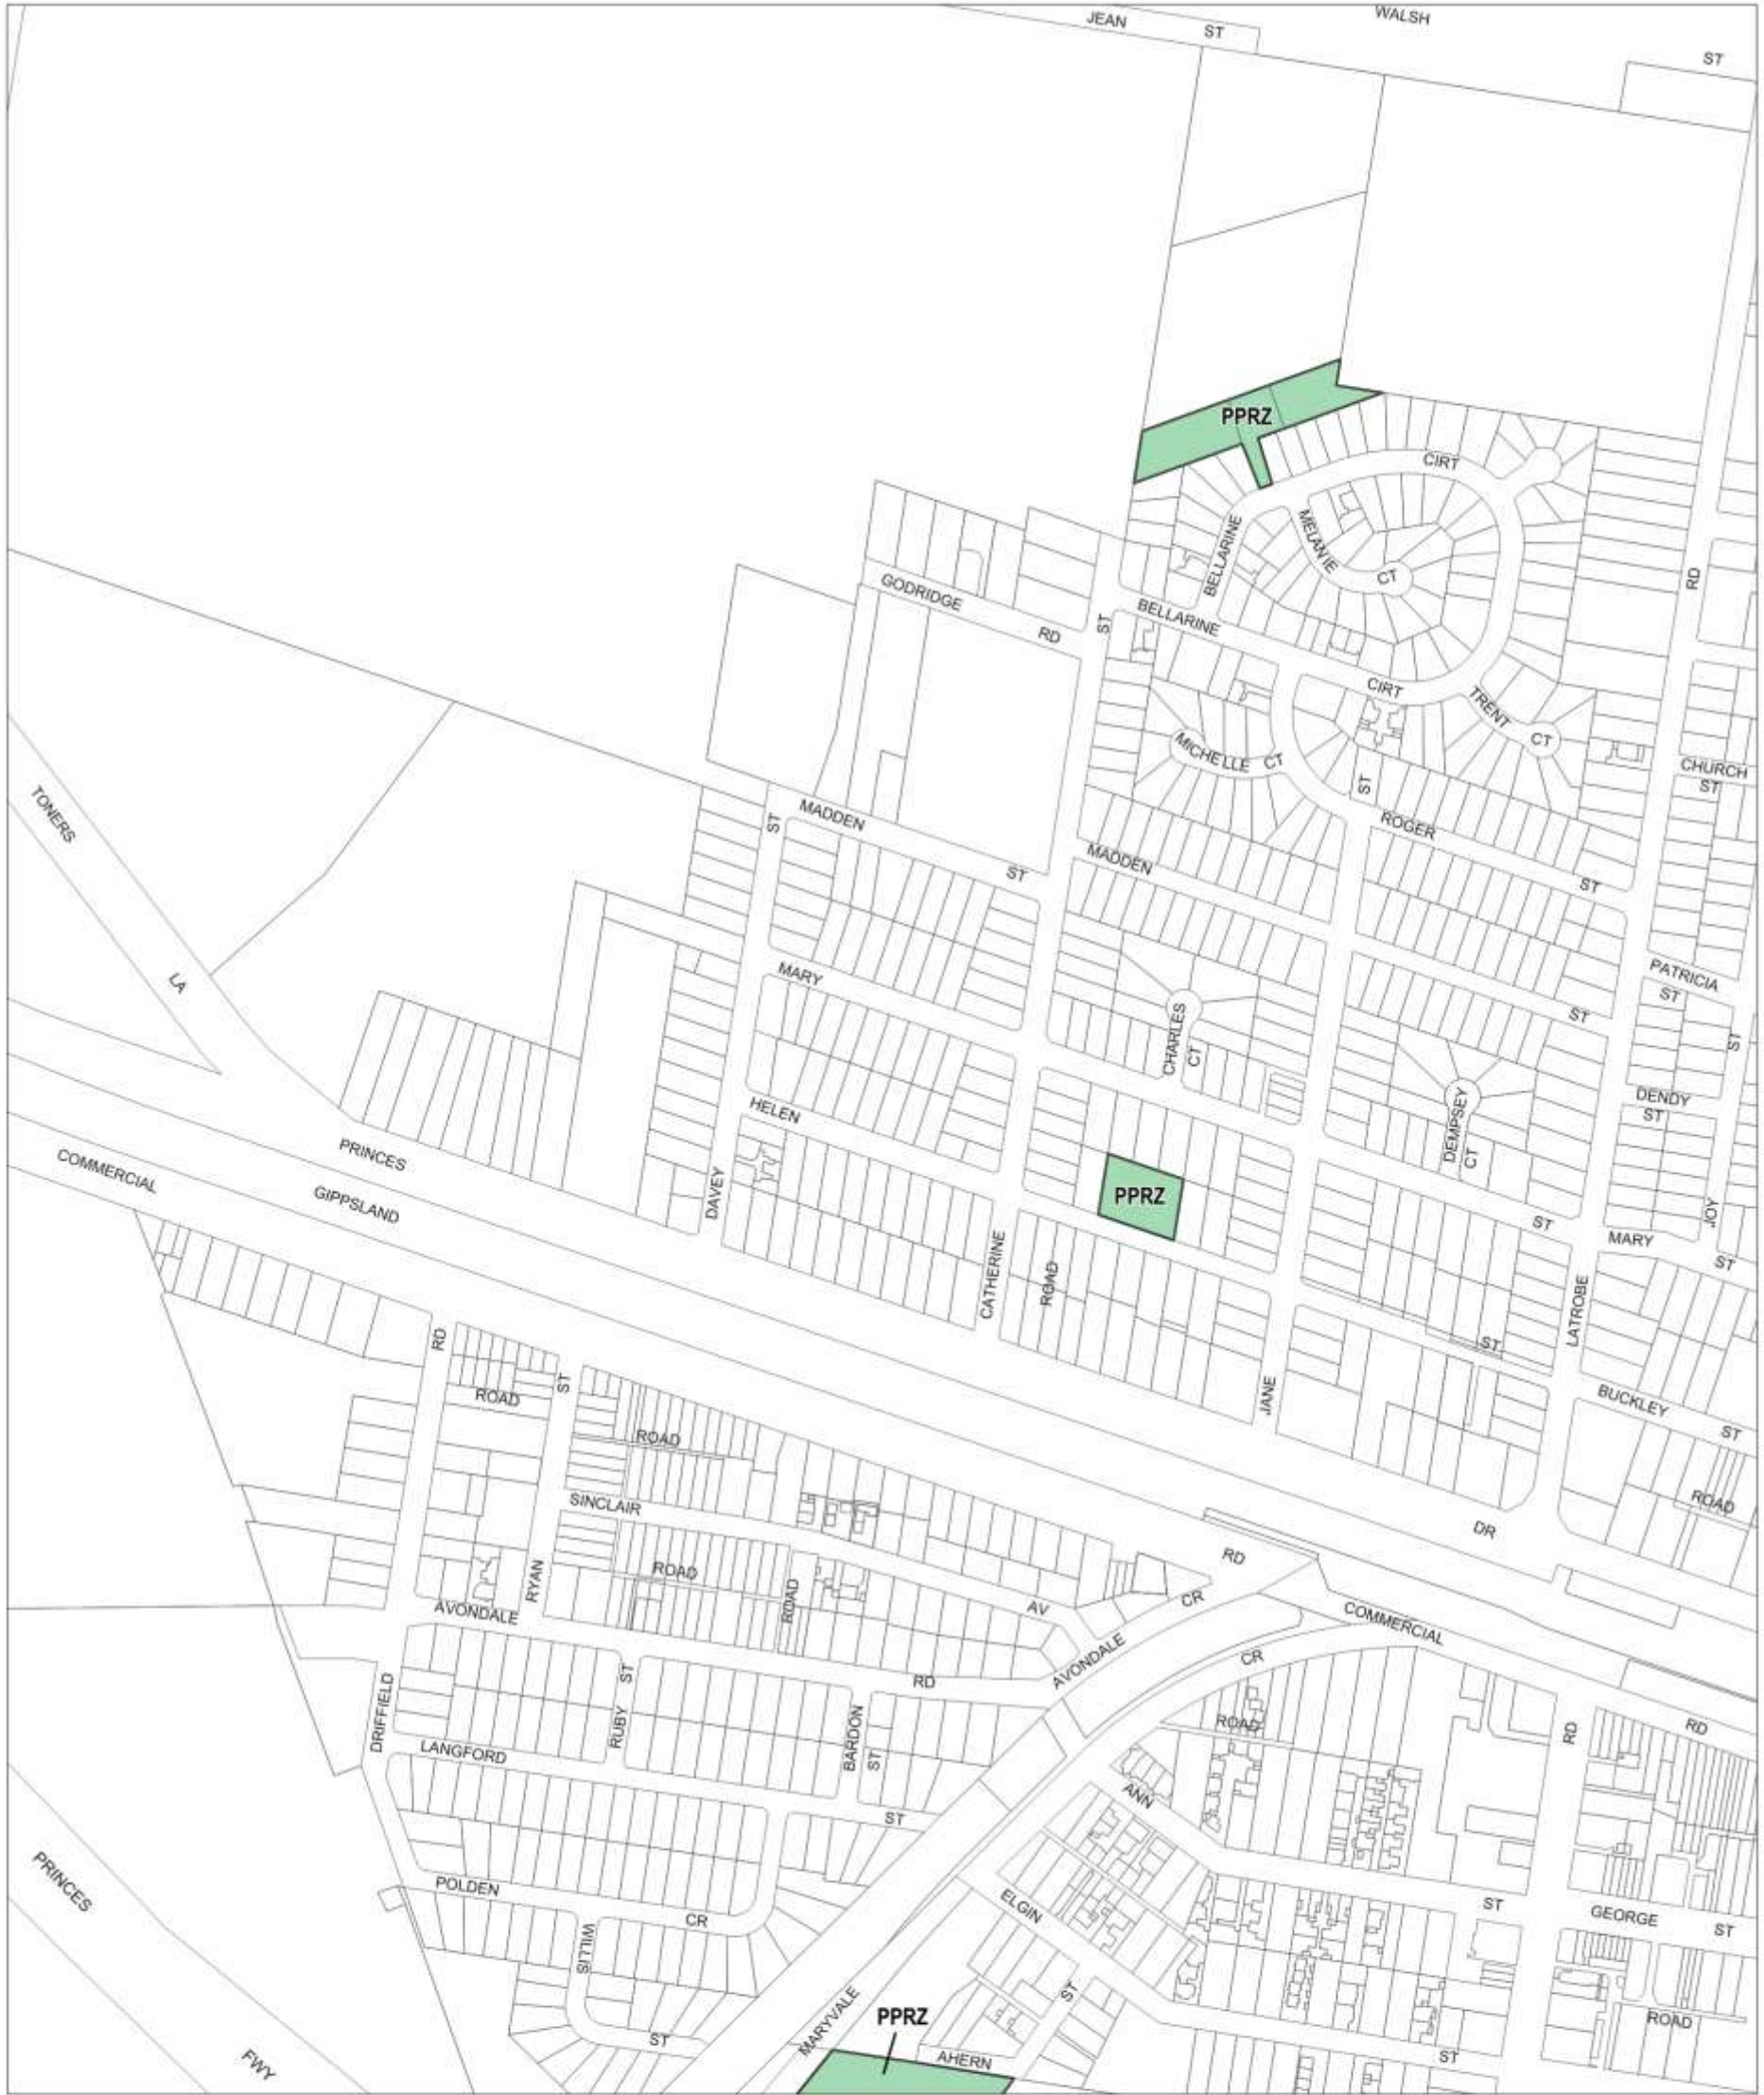 JEAN
ST
WALSH
ST
PPRZ
CIRT
BELLARINE
MELANIE
CT
RD
GODRIDGE
RD
ST
BELLARINE
CIRT
TRENT
CT
MICHELLE
CT
CHURCH
ST
ST
ROGER
ST
TONERS
LA
MADDEN
ST
ST
MADDEN
ST
PATRICIA
ST
MARY
CHARLES
CT
ST
DEMPSEY
CT
DENDY
ST
HELEN
PPRZ
JOY
MARY
ST
ST
COMMERCIAL
PRINCES
GIPPSLAND
DAVEY
CATHERINE
ROAD
LATROBE
ST
JANE
BUCKLEY
ST
ROAD
RD
ST
ROAD
ROAD
SINCLAIR
DR
RD
ROAD
ROAD
RYAN
AVONDALE
AV
CR
COMMERCIAL
AVONDALE
CR
RD
ST
RUBY
BARDON
ST
DRIFFIELD
LANGFORD
ST
ROAD
RD
RD
ANN
PRINCES
FWY
POLDEN
CR
WILLIS
ST
ELGIN
ST
GEORGE
ST
MARYVALE
PPRZ
AHERN
ST
ST
ROAD